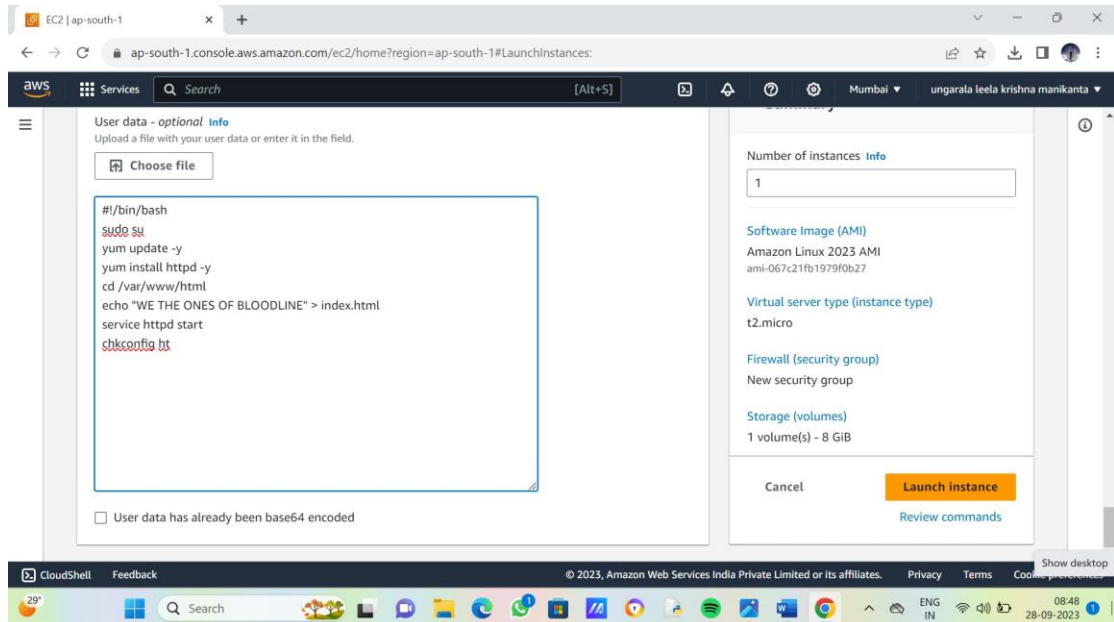 EC2 | ap-south-1
ap-south-1.console.aws.amazon.com/ec2/home?region=ap-south-1#LaunchInstances:
aws Services Search [Alt+S] Mumbai ungarala leela krishna manikanta
User data - optional Info
Upload a file with your user data or enter it in the field.
Choose file
#!/bin/bash
sudo su
yum update -y
yum install httpd -y
cd /var/www/html
echo "WE THE ONES OF BLOODLINE" > index.html
service httpd start
chkconfig ht
User data has already been base64 encoded
Number of instances Info
1
Software Image (AMI)
Amazon Linux 2023 AMI
ami-067c21fb1979f0b27
Virtual server type (instance type)
t2.micro
Firewall (security group)
New security group
Storage (volumes)
1 volume(s) - 8 GiB
Cancel Launch instance
Review commands
Show desktop
CloudShell Feedback © 2023, Amazon Web Services India Private Limited or its affiliates. Privacy Terms
29° Search 1 ENG IN 08:48 28-09-2023 1